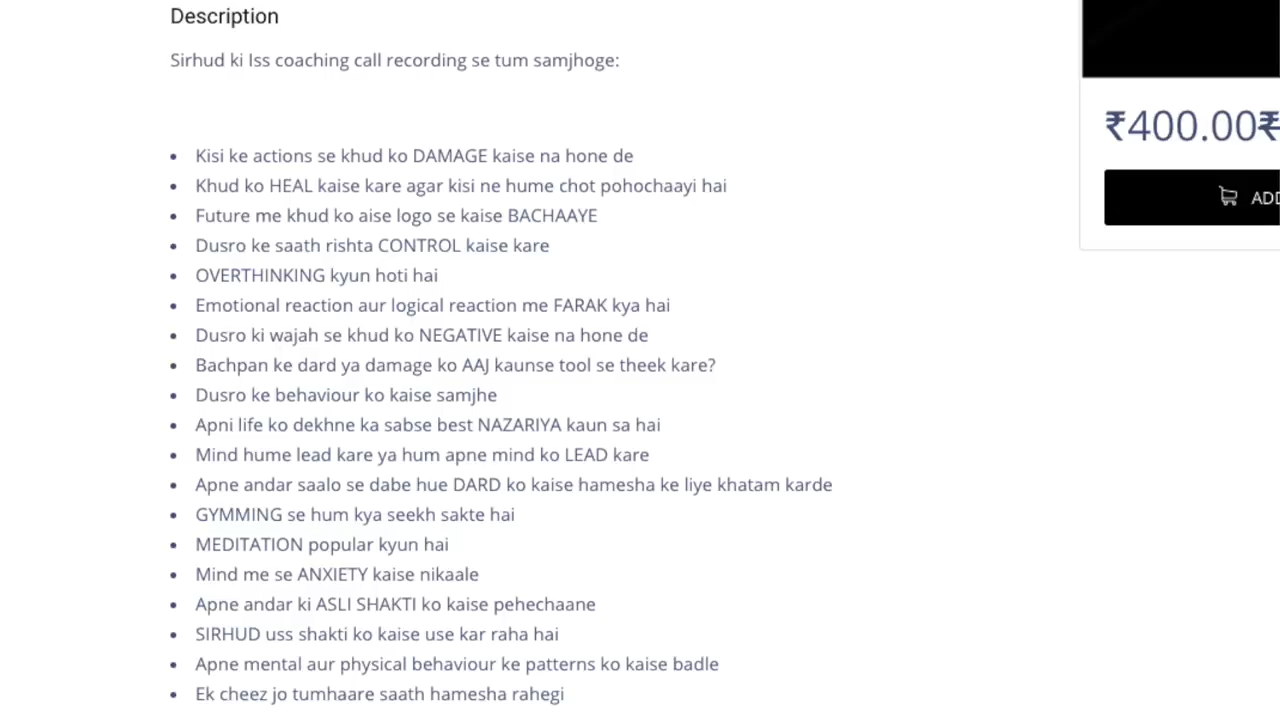 Description
Sirhud ki Iss coaching call recording se tum samjhoge:
Kisi ke actions se khud ko DAMAGE kaise na hone de
Khud ko HEAL kaise kare agar kisi ne hume chot pohochaayi hai
Future me khud ko aise logo se kaise BACHAAYE
Dusro ke saath rishta CONTROL kaise kare
OVERTHINKING kyun hoti hai
Emotional reaction aur logical reaction me FARAK kya hai
Dusro ki wajah se khud ko NEGATIVE kaise na hone de
Bachpan ke dard ya damage ko AAJ kaunse tool se theek kare?
Dusro ke behaviour ko kaise samjhe
Apni life ko dekhne ka sabse best NAZARIYA kaun sa hai
Mind hume lead kare ya hum apne mind ko LEAD kare
Apne andar saalo se dabe hue DARD ko kaise hamesha ke liye khatam karde
GYMMING se hum kya seekh sakte hai
MEDITATION popular kyun hai
Mind me se ANXIETY kaise nikaale
Apne andar ki ASLI SHAKTI ko kaise pehechaane
SIRHUD uss shakti ko kaise use kar raha hai
Apne mental aur physical behaviour ke patterns ko kaise badle
Ek cheez jo tumhaare saath hamesha rahegi
₹400.00₹
ADD